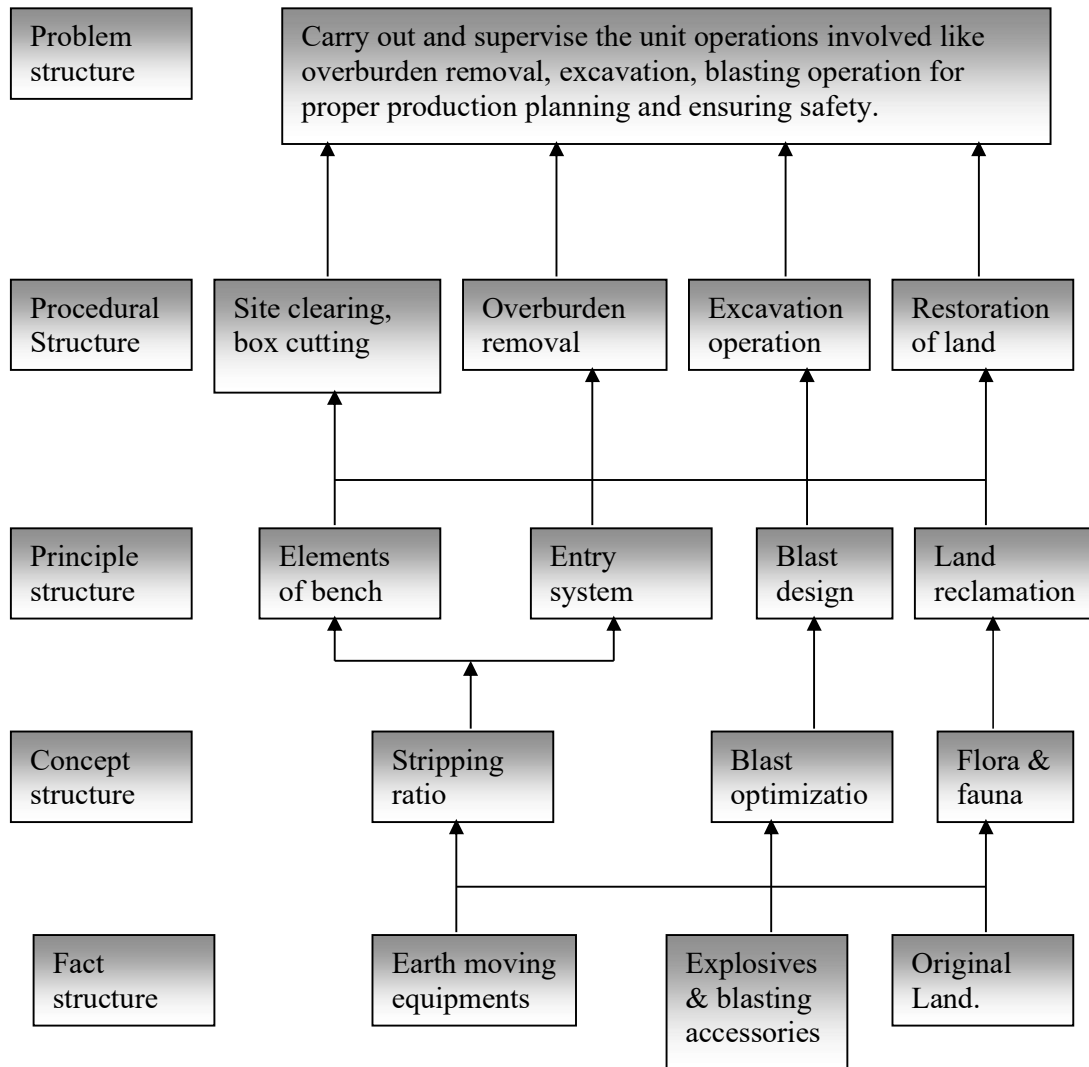 Problem
structure
Carry out and supervise the unit operations involved like
overburden removal, excavation, blasting operation for
proper production planning and ensuring safety.
Procedural
Structure
Site clearing,
box cutting
Overburden
removal
Excavation
operation
Restoration
of land
Principle
structure
Elements
of bench
Entry
system
Blast
design
Land
reclamation
Concept
structure
Stripping
ratio
Blast
optimizatio
Flora &
fauna
Fact
structure
Earth moving
equipments
Explosives
& blasting
accessories
Original
Land.